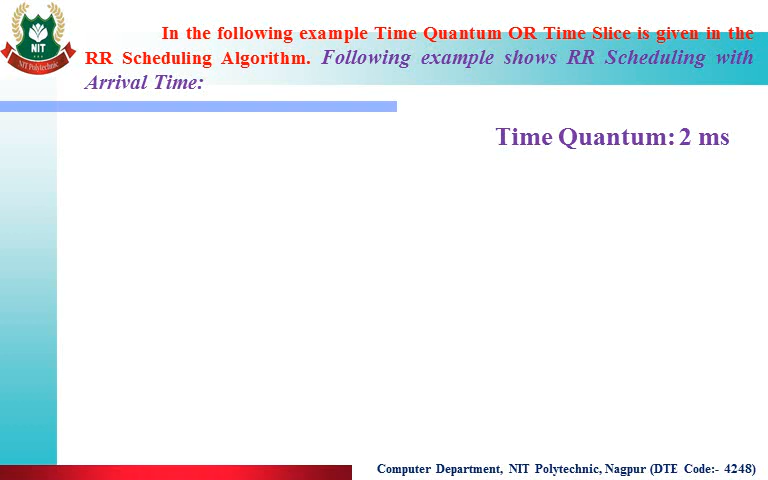 In the following example Time Quantum OR Time Slice is given in the
RR Scheduling Algorithm. Following example shows RR Scheduling with
Arrival Time:
NIT
NIT Polytechnic
Time Quantum: 2 ms
Computer Department, NIT Polytechnic, Nagpur (DTE Code:- 4248)